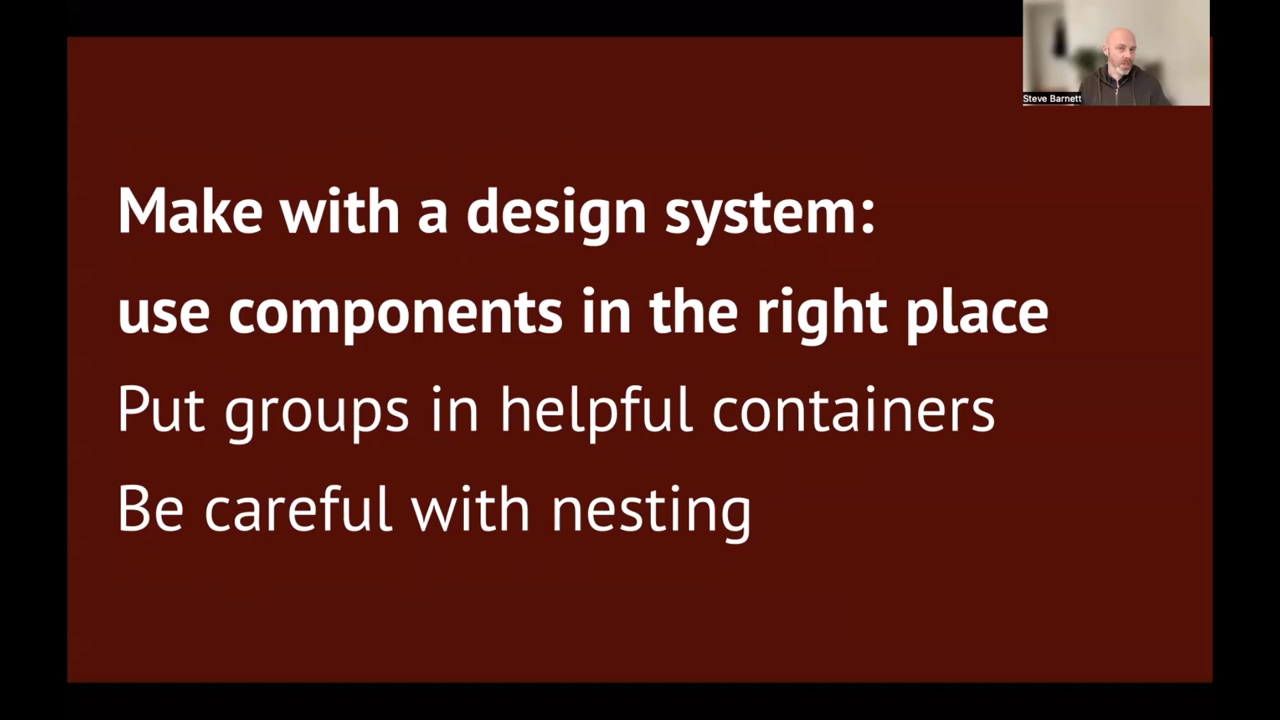 Steve Barnett
Make with a design system:
use components in the right place
Put groups in helpful containers
Be careful with nesting